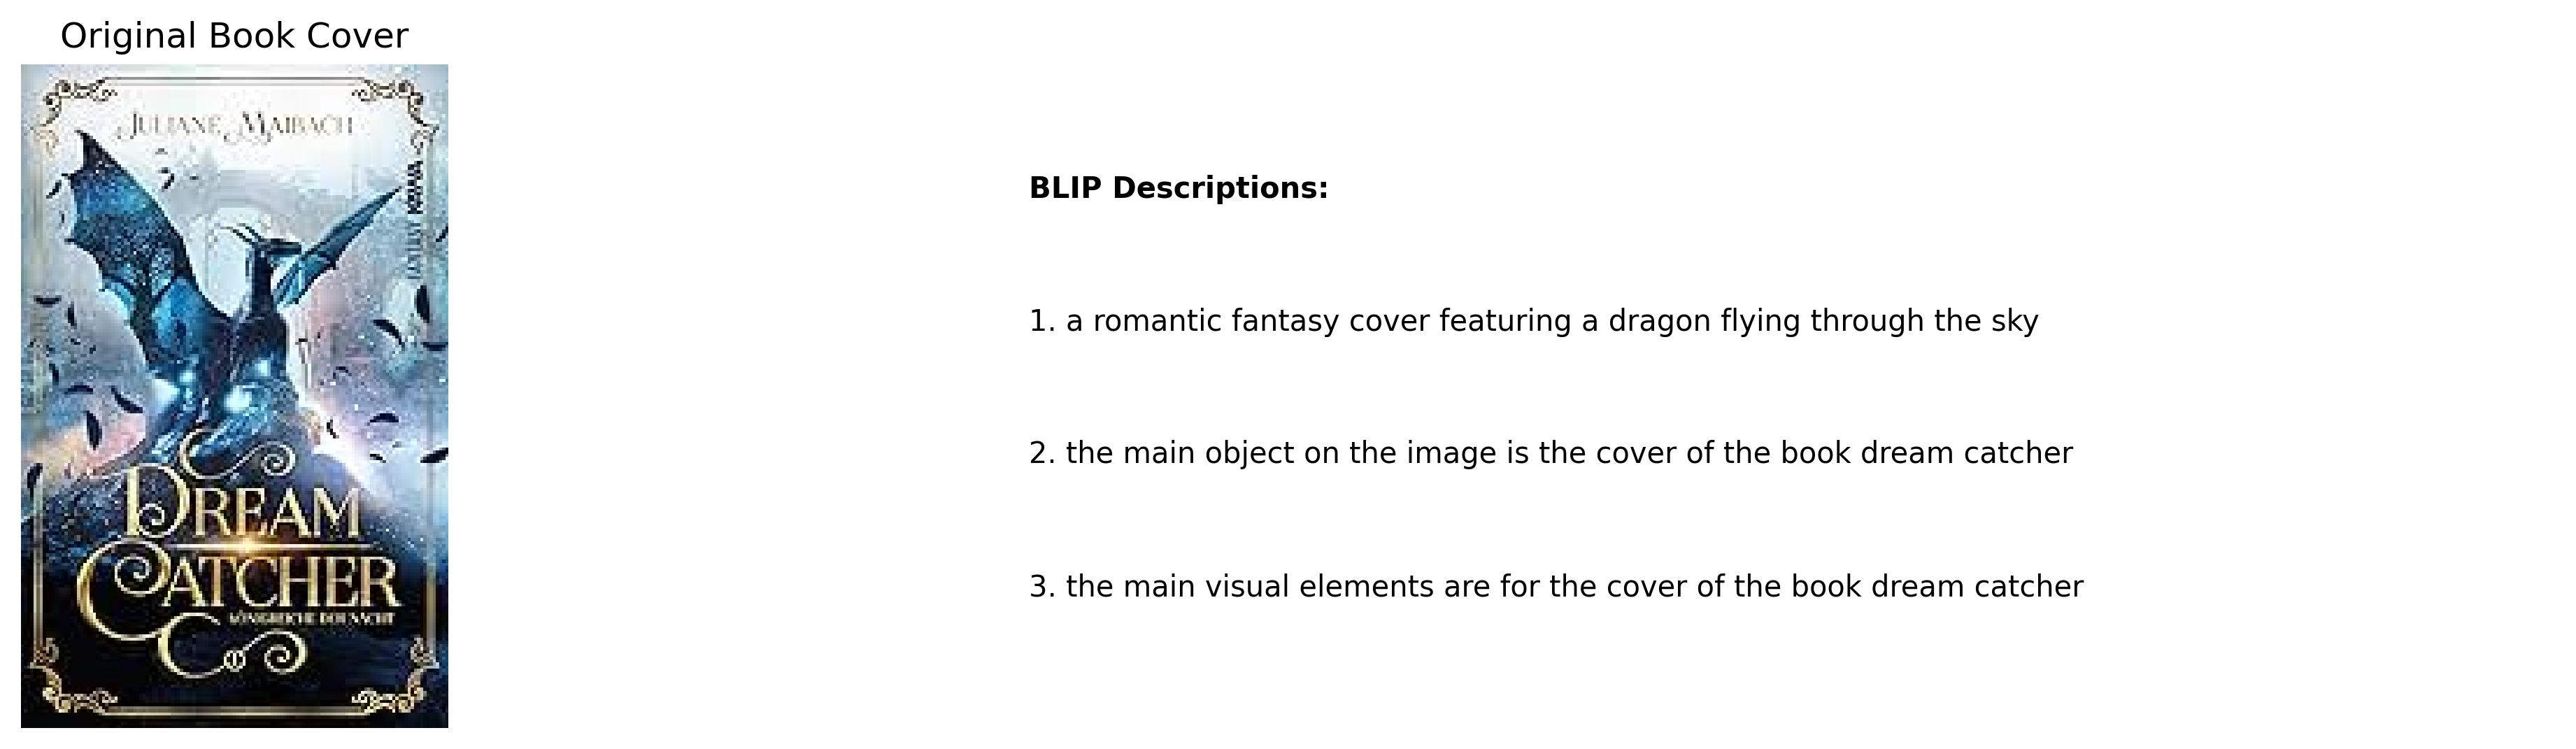 Original Book Cover
JULIANE MAIBACH
FANTASY
DREAM
CATCHER
KÖNIGREICHE DER NACHT
1
BLIP Descriptions:
1. a romantic fantasy cover featuring a dragon flying through the sky
2. the main object on the image is the cover of the book dream catcher
3. the main visual elements are for the cover of the book dream catcher